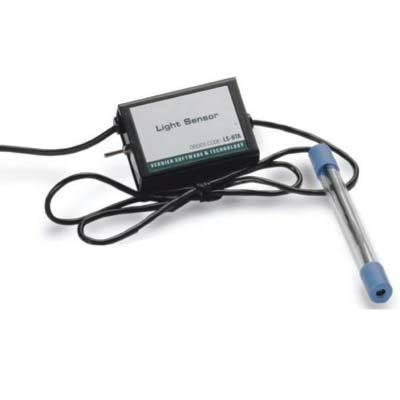 Light Sensor
ORDER CODE LS-BTA
VERNIER SOFTWARE & TECHNOLOGY